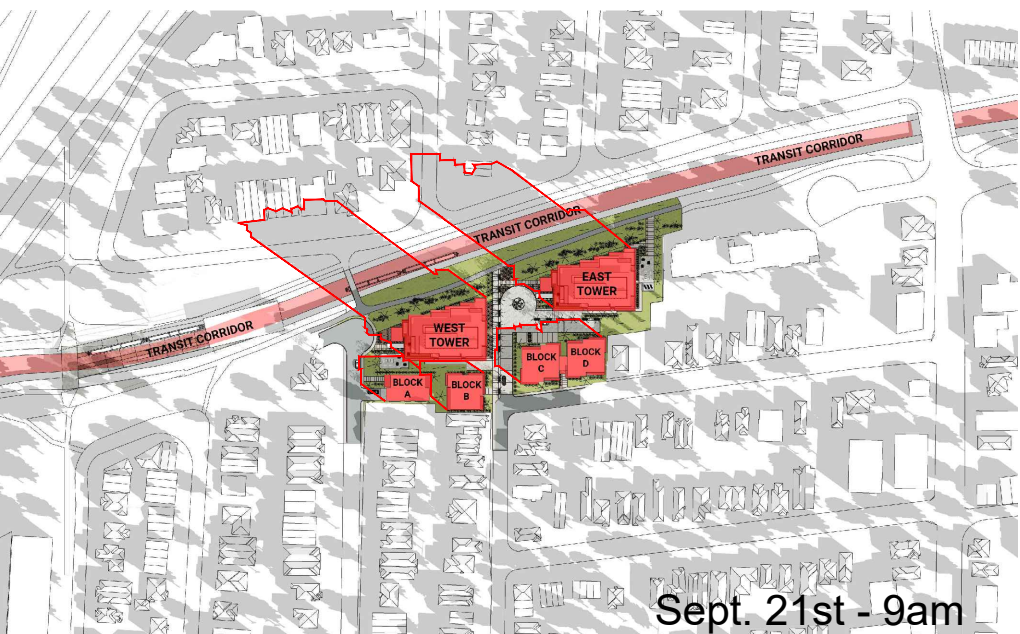 TRANSIT CORRIDOR
TRANSIT CORRIDOR
EAST
TOWER
TRANSIT CORRIDOR
WEST
TOWER
BLOCK
C
BLOCK
D
BLOCK
A
BLOCK
B
Sept. 21st - 9am